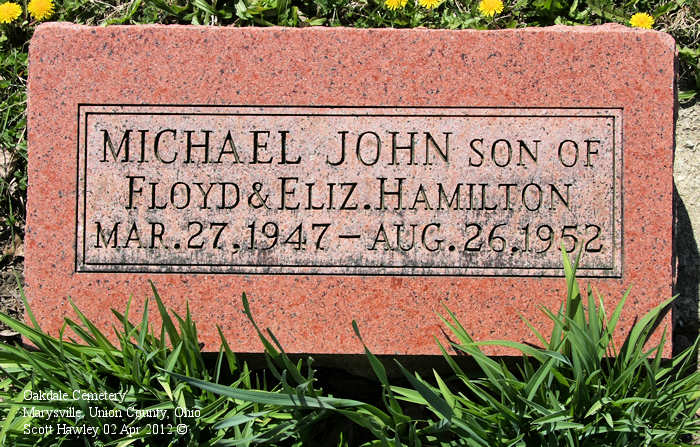 MICHAEL JOHN SON OF
FLOYD & ELIZ. HAMILTON
MAR. 27, 1947 – AUG. 26. 1952
Oakdale Cemetery
Marysville, Union County, Ohio
Scott Hawley 02 Apr 2012 ©